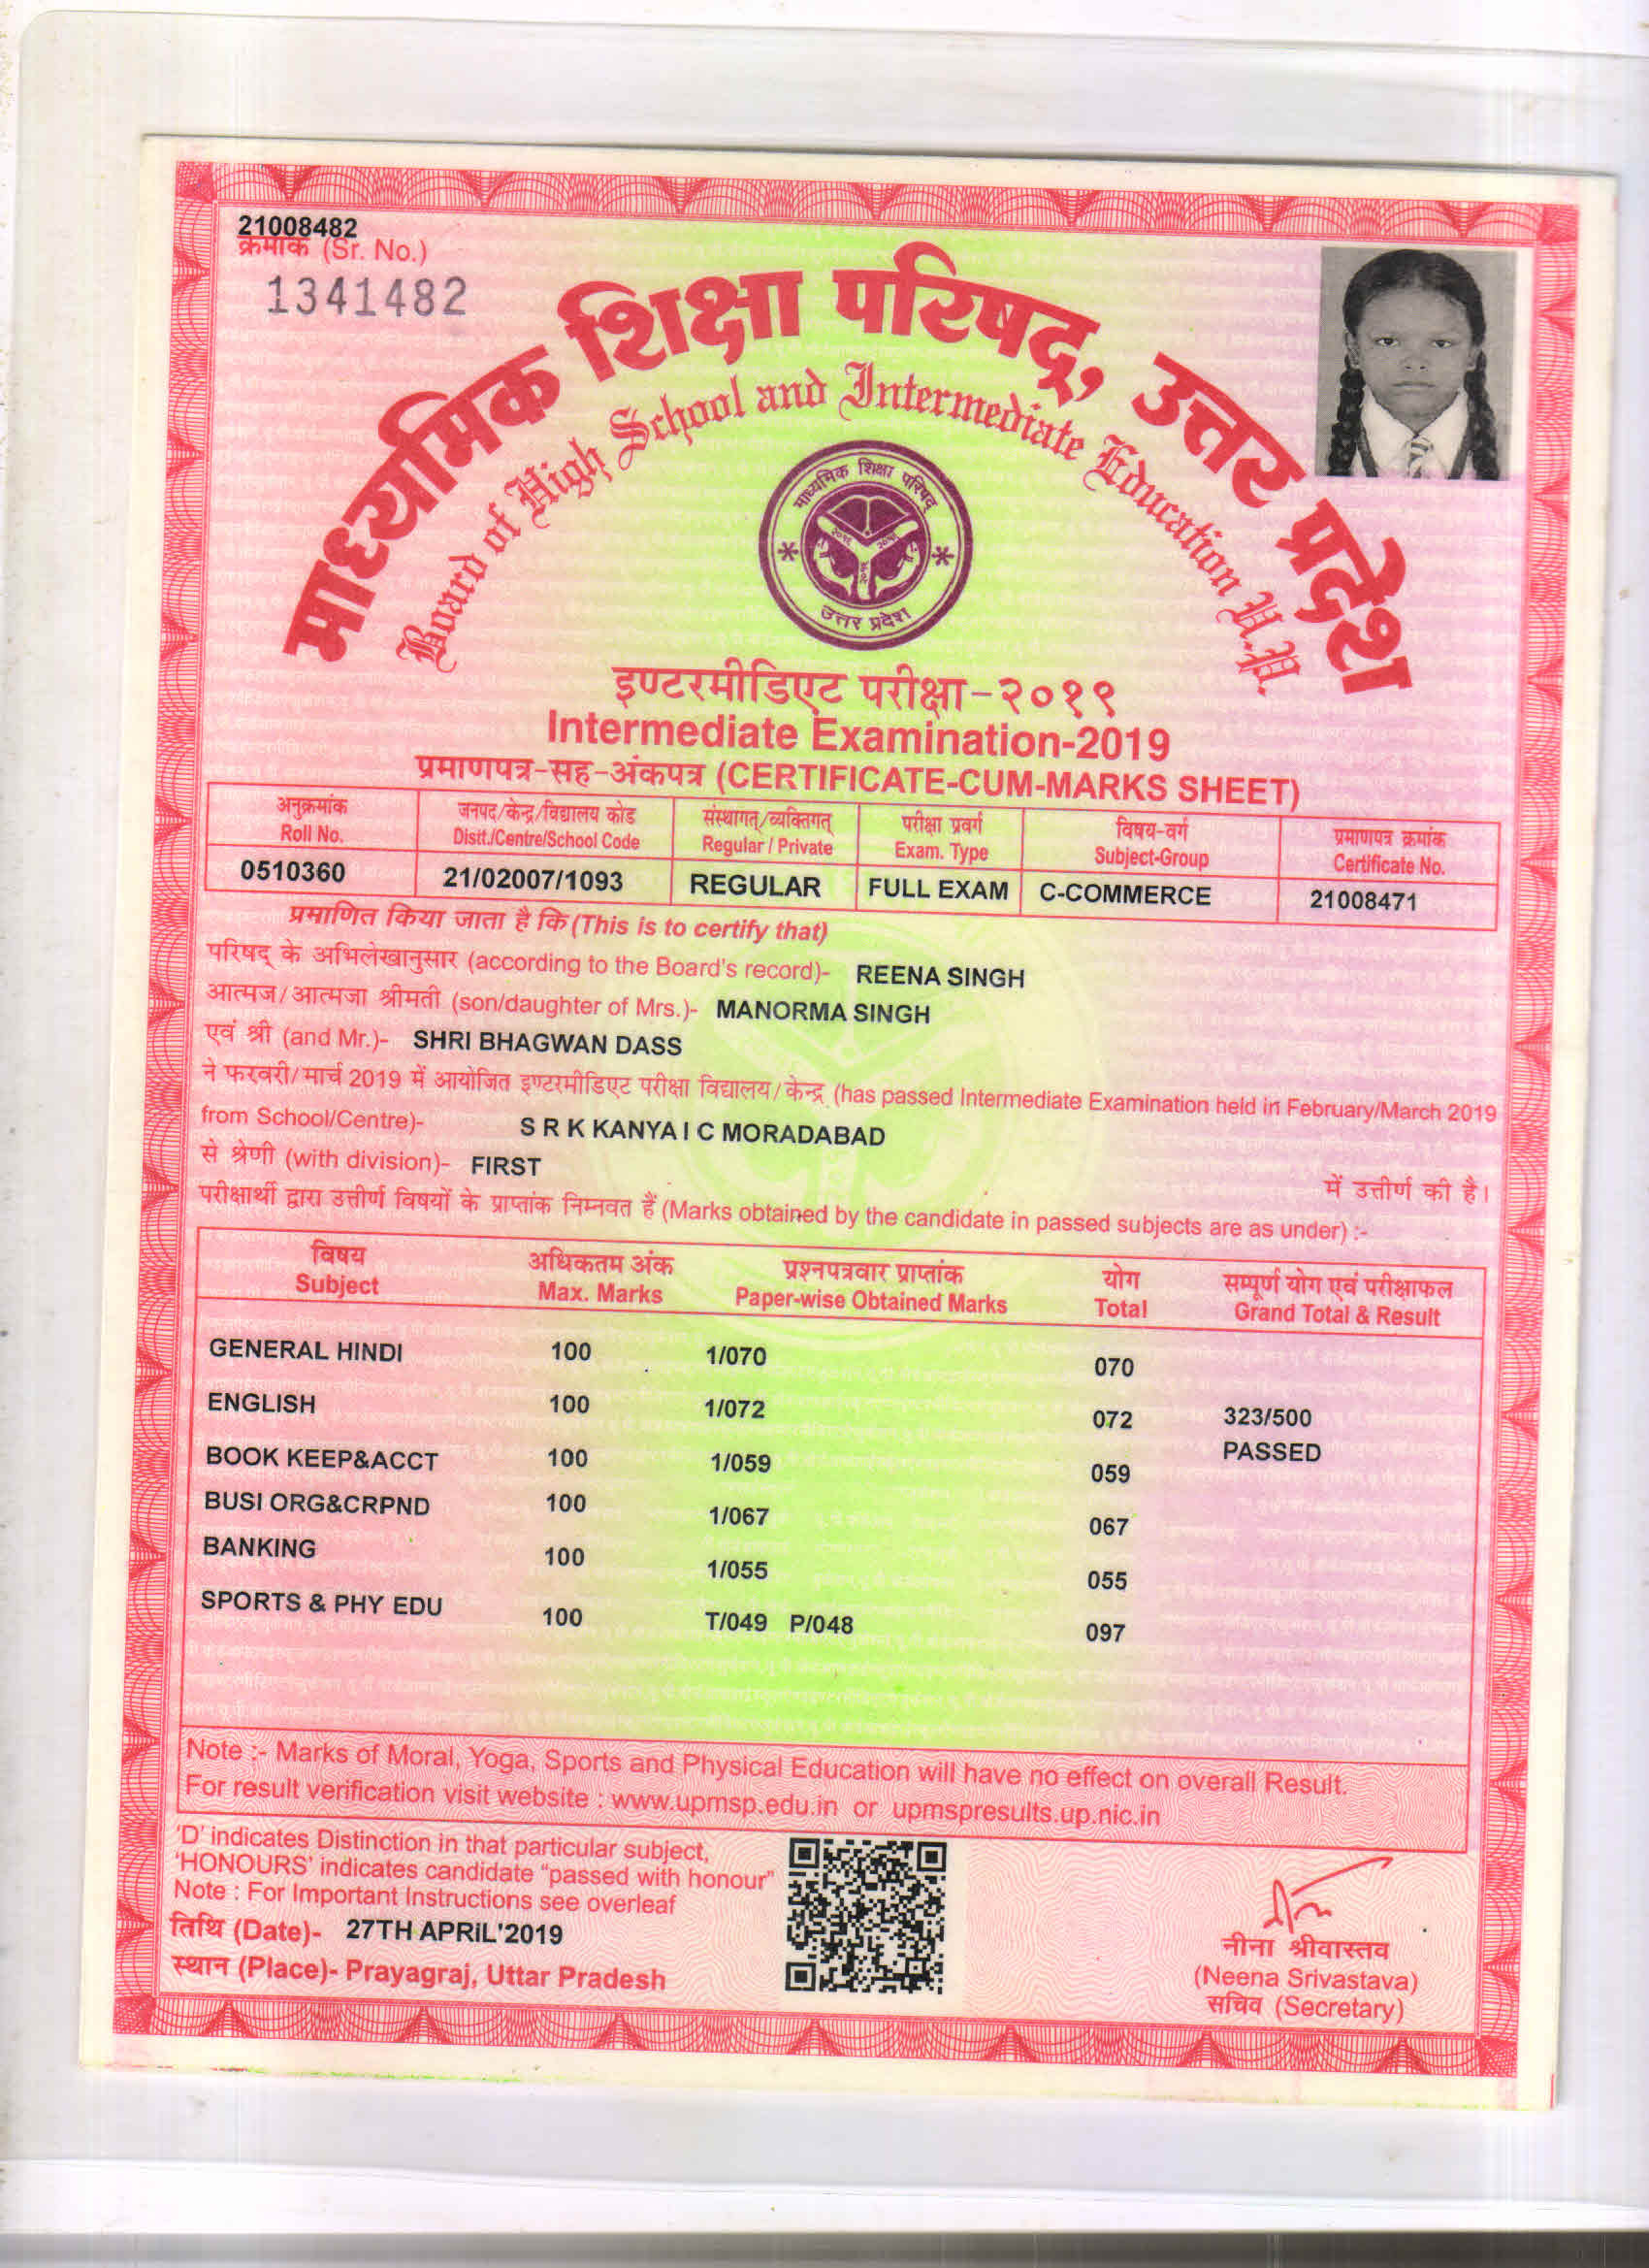 21008482
क्रमांक (Sr. No.)
1341482
माध्यमिक शिक्षा परिषद्, उत्तर प्रदेश
Board of High School and Intermediate Education U.P.
माध्यमिक शिक्षा परिषद
उत्तर प्रदेश
इण्टरमीडिएट परीक्षा-२०१९
Intermediate Examination-2019
प्रमाणपत्र-सह-अंकपत्र (CERTIFICATE-CUM-MARKS SHEET)
अनुक्रमांक जनपद/केन्द्र/विद्यालय कोड संस्थागत्/व्यक्तिगत् परीक्षा प्रवर्ग विषय-वर्ग प्रमाणपत्र क्रमांक
Roll No. Distt./Centre/School Code Regular / Private Exam. Type Subject-Group Certificate No.
0510360 21/02007/1093 REGULAR FULL EXAM C-COMMERCE 21008471
प्रमाणित किया जाता है कि (This is to certify that)
परिषद् के अभिलेखानुसार (according to the Board's record)- REENA SINGH
आत्मज/आत्मजा श्रीमती (son/daughter of Mrs.)- MANORMA SINGH
एवं श्री (and Mr.)- SHRI BHAGWAN DASS
ने फरवरी/मार्च 2019 में आयोजित इण्टरमीडिएट परीक्षा विद्यालय/केन्द्र (has passed Intermediate Examination held in February/March 2019
from School/Centre)- S R K KANYA I C MORADABAD
से श्रेणी (with division)- FIRST
में उत्तीर्ण की है।
परीक्षार्थी द्वारा उत्तीर्ण विषयों के प्राप्तांक निम्नवत हैं (Marks obtained by the candidate in passed subjects are as under) :-
विषय अधिकतम अंक प्रश्नपत्रवार प्राप्तांक योग सम्पूर्ण योग एवं परीक्षाफल
Subject Max. Marks Paper-wise Obtained Marks Total Grand Total & Result
GENERAL HINDI 100 1/070 070
ENGLISH 100 1/072 072 323/500
PASSED
BOOK KEEP&ACCT 100 1/059 059
BUSI ORG&CRPND 100 1/067 067
BANKING 100 1/055 055
SPORTS & PHY EDU 100 T/049 P/048 097
Note :- Marks of Moral, Yoga, Sports and Physical Education will have no effect on overall Result.
For result verification visit website : www.upmsp.edu.in or upmspresults.up.nic.in
'D' indicates Distinction in that particular subject,
'HONOURS' indicates candidate "passed with honour"
Note : For Important Instructions see overleaf
तिथि (Date)- 27TH APRiL'2019
स्थान (Place)- Prayagraj, Uttar Pradesh
नीना श्रीवास्तव
(Neena Srivastava)
सचिव (Secretary)